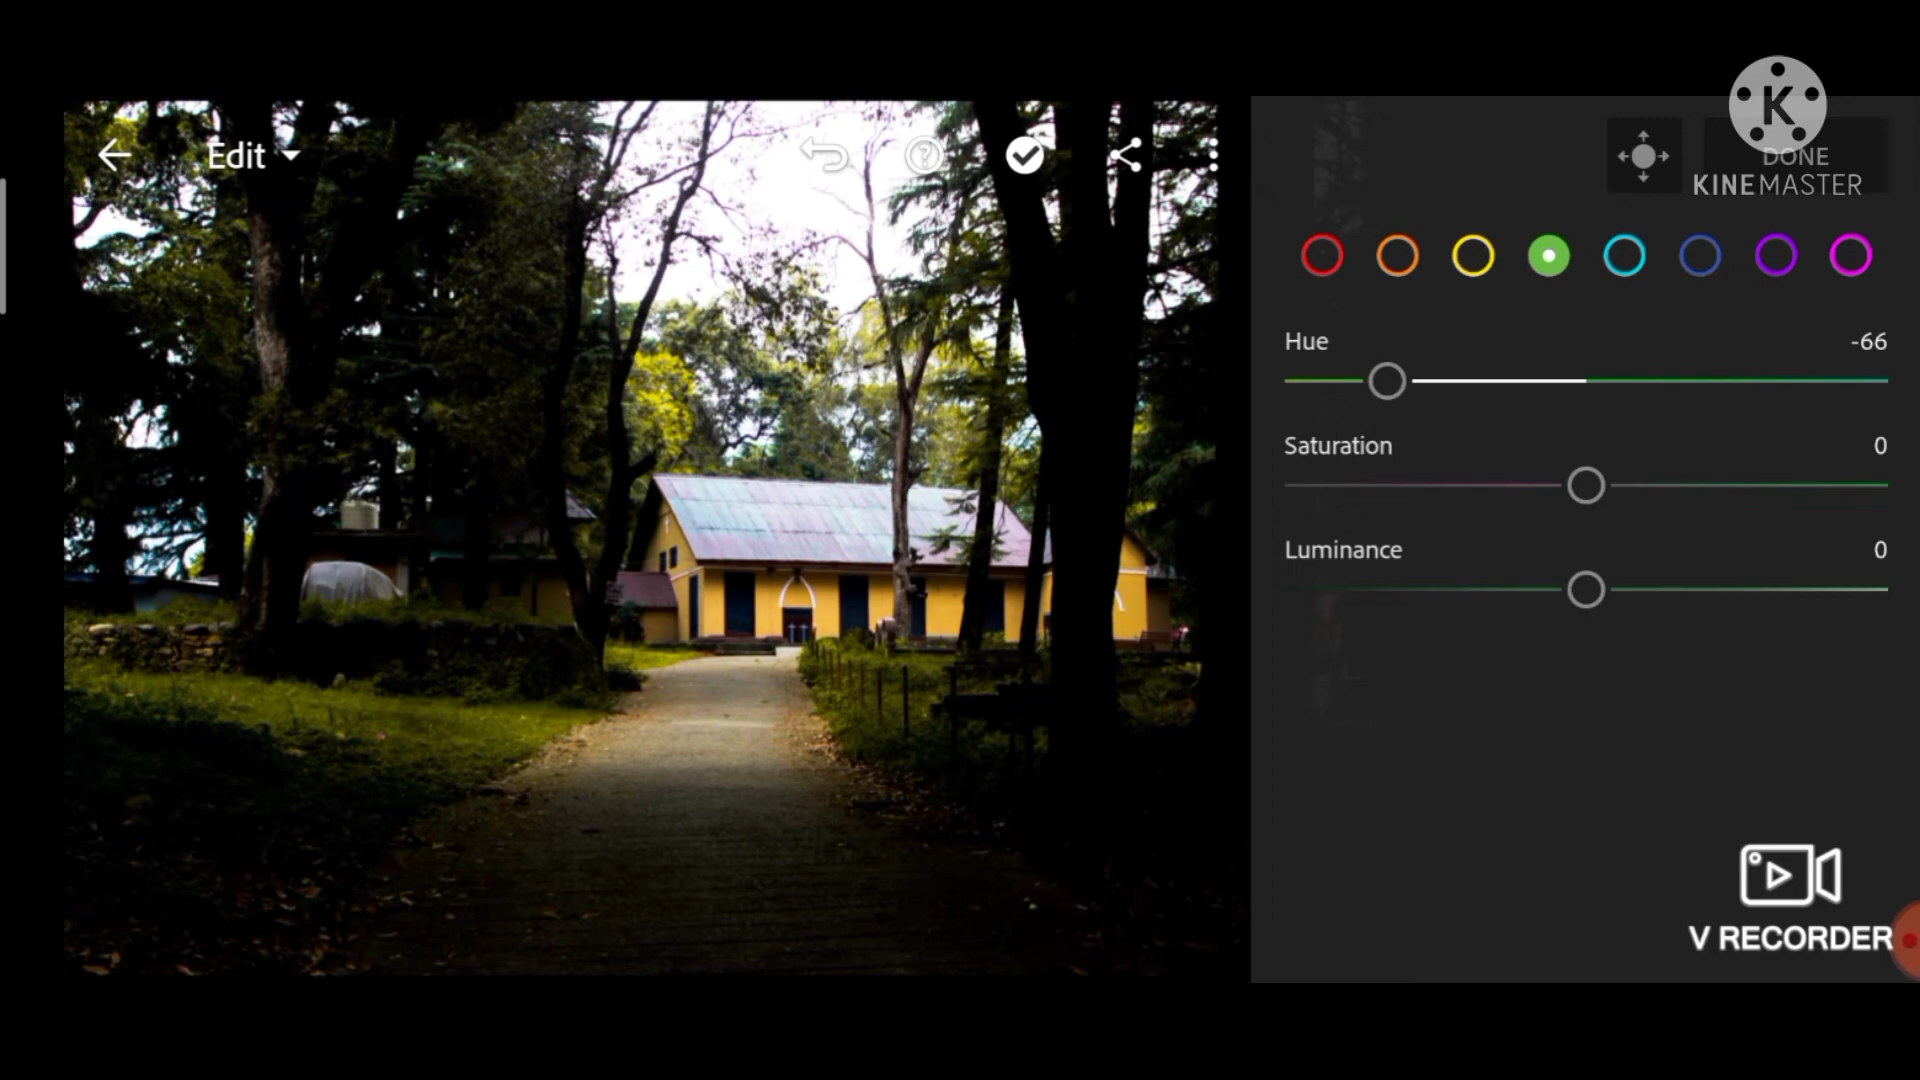 Edit
DONE
KINEMASTER
Hue -66
Saturation 0
Luminance 0
V RECORDER